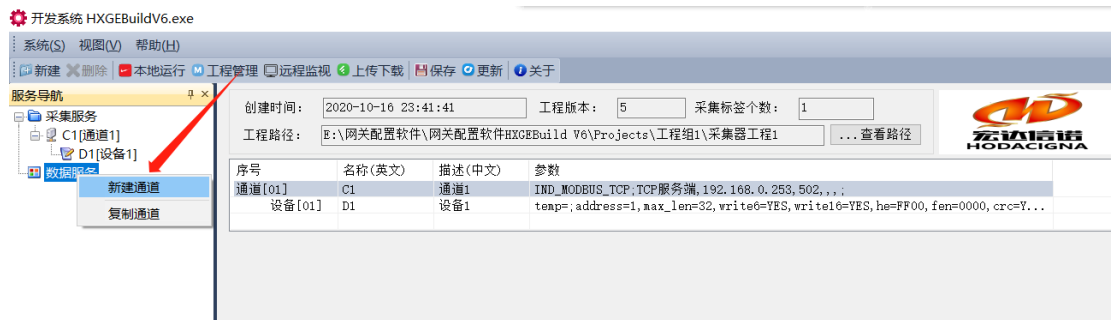 开发系统 HXGEBuildV6.exe
系统(S) 视图(V) 帮助(H)
新建 删除 本地运行 工程管理 远程监视 上传下载 保存 更新 关于
服务导航
采集服务
C1[通道1]
D1[设备1]
数据服务
新建通道
复制通道
创建时间: 2020-10-16 23:41:41 工程版本: 5 采集标签个数: 1
工程路径: E:\网关配置软件\网关配置软件HXGEBuild V6\Projects\工程组1\采集器工程1 ...查看路径
宏达信诺
HODACIGNA
序号 名称(英文) 描述(中文) 参数
通道[01] C1 通道1 IND_MODBUS_TCP;TCP服务端,192.168.0.253,502,,,;
设备[01] D1 设备1 temp=;address=1,max_len=32,write6=YES,write16=YES,he=FF00,fen=0000,crc=Y...